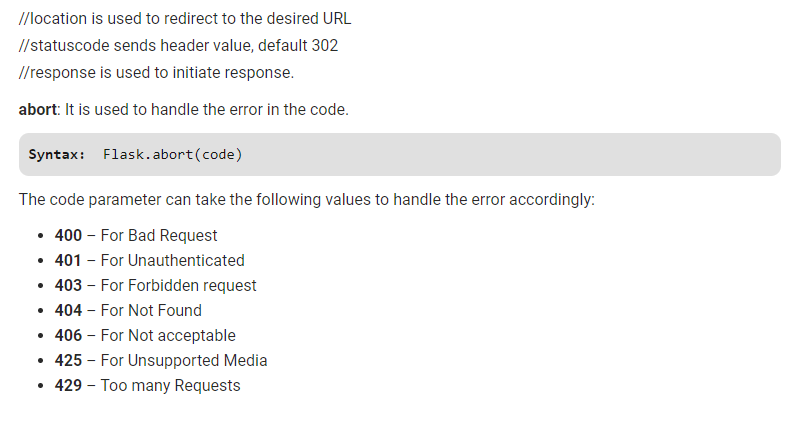 //location is used to redirect to the desired URL
//statuscode sends header value, default 302
//response is used to initiate response.
abort: It is used to handle the error in the code.
Syntax:  Flask.abort(code)
The code parameter can take the following values to handle the error accordingly:
• 400 – For Bad Request
• 401 – For Unauthenticated
• 403 – For Forbidden request
• 404 – For Not Found
• 406 – For Not acceptable
• 425 – For Unsupported Media
• 429 – Too many Requests